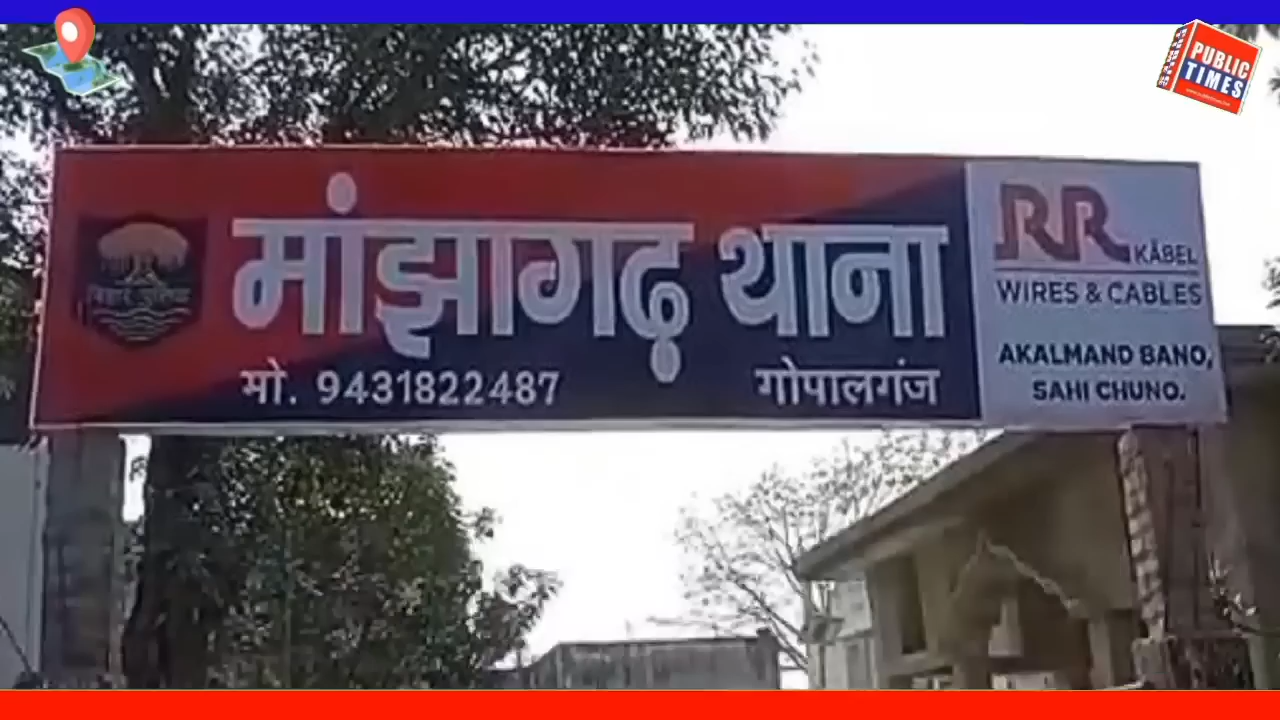 PUBLIC
TIMES
मांझागढ़ थाना
मो. 9431822487
गोपालगंज
RR
KABEL
WIRES & CABLES
AKALMAND BANO,
SAHI CHUNO.